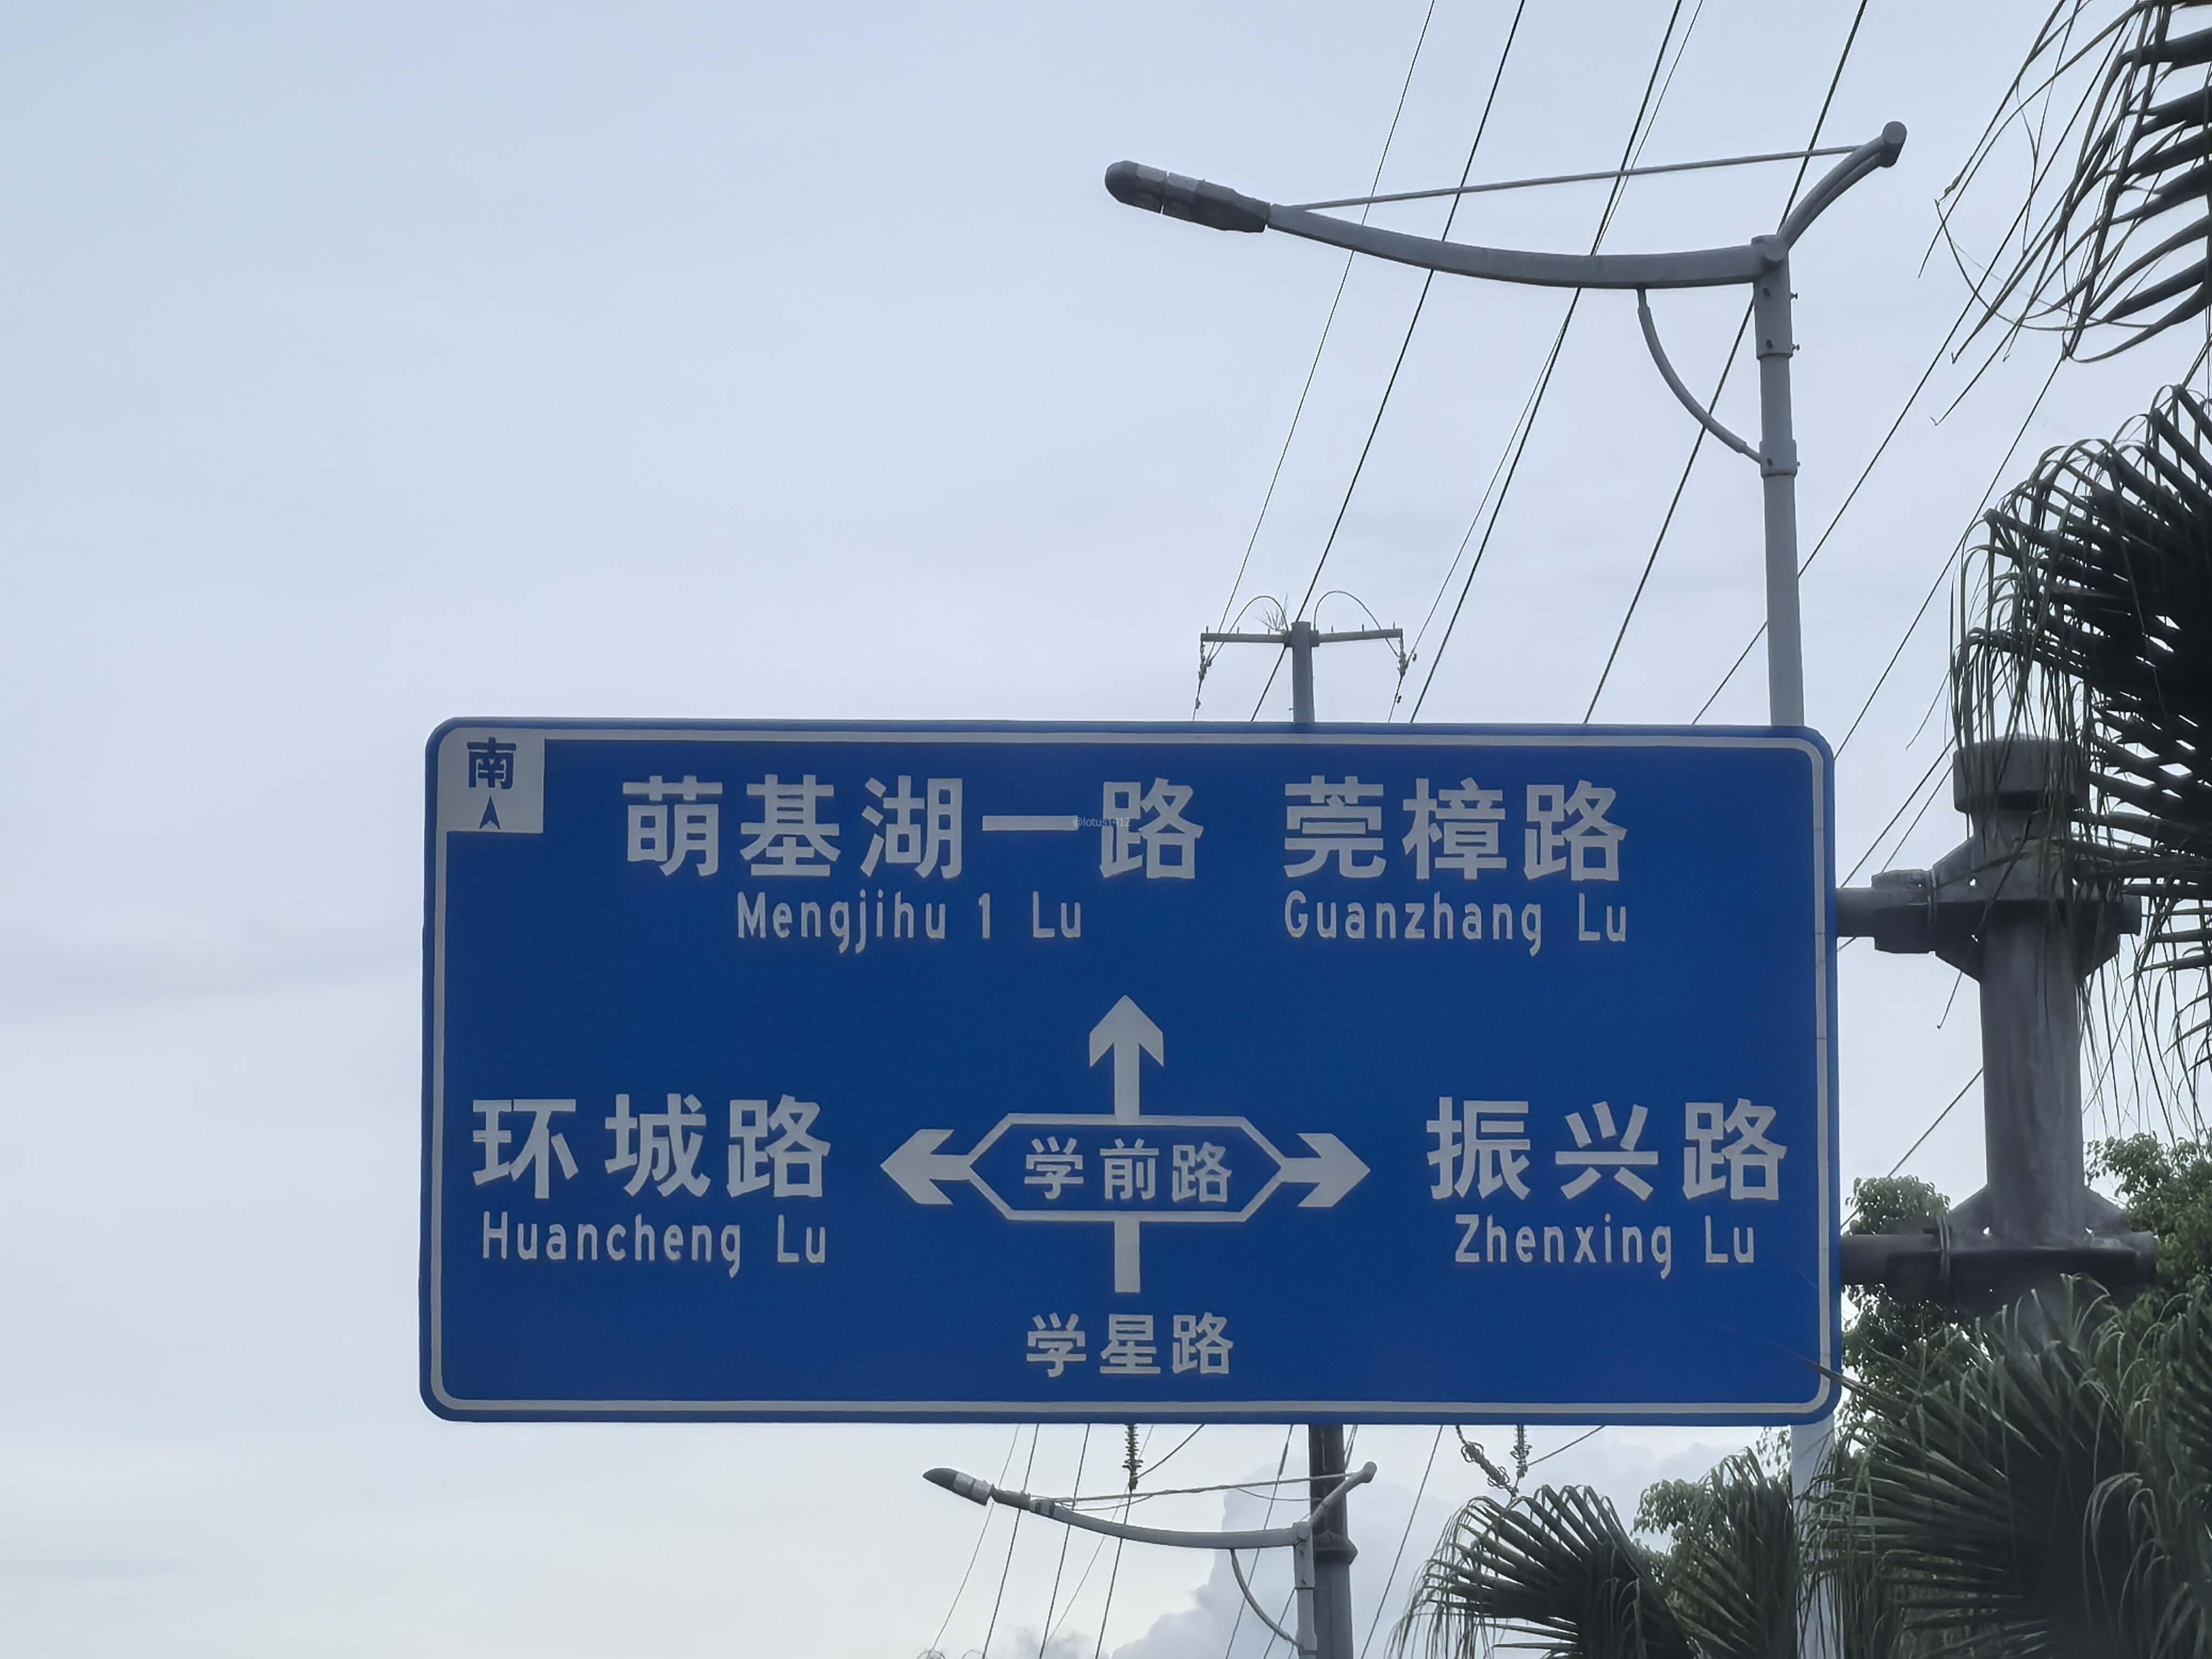 南
萌基湖一路 莞樟路
Mengjihu 1 Lu Guanzhang Lu
环城路 学前路 振兴路
Huancheng Lu Zhenxing Lu
学星路
@lotus1412